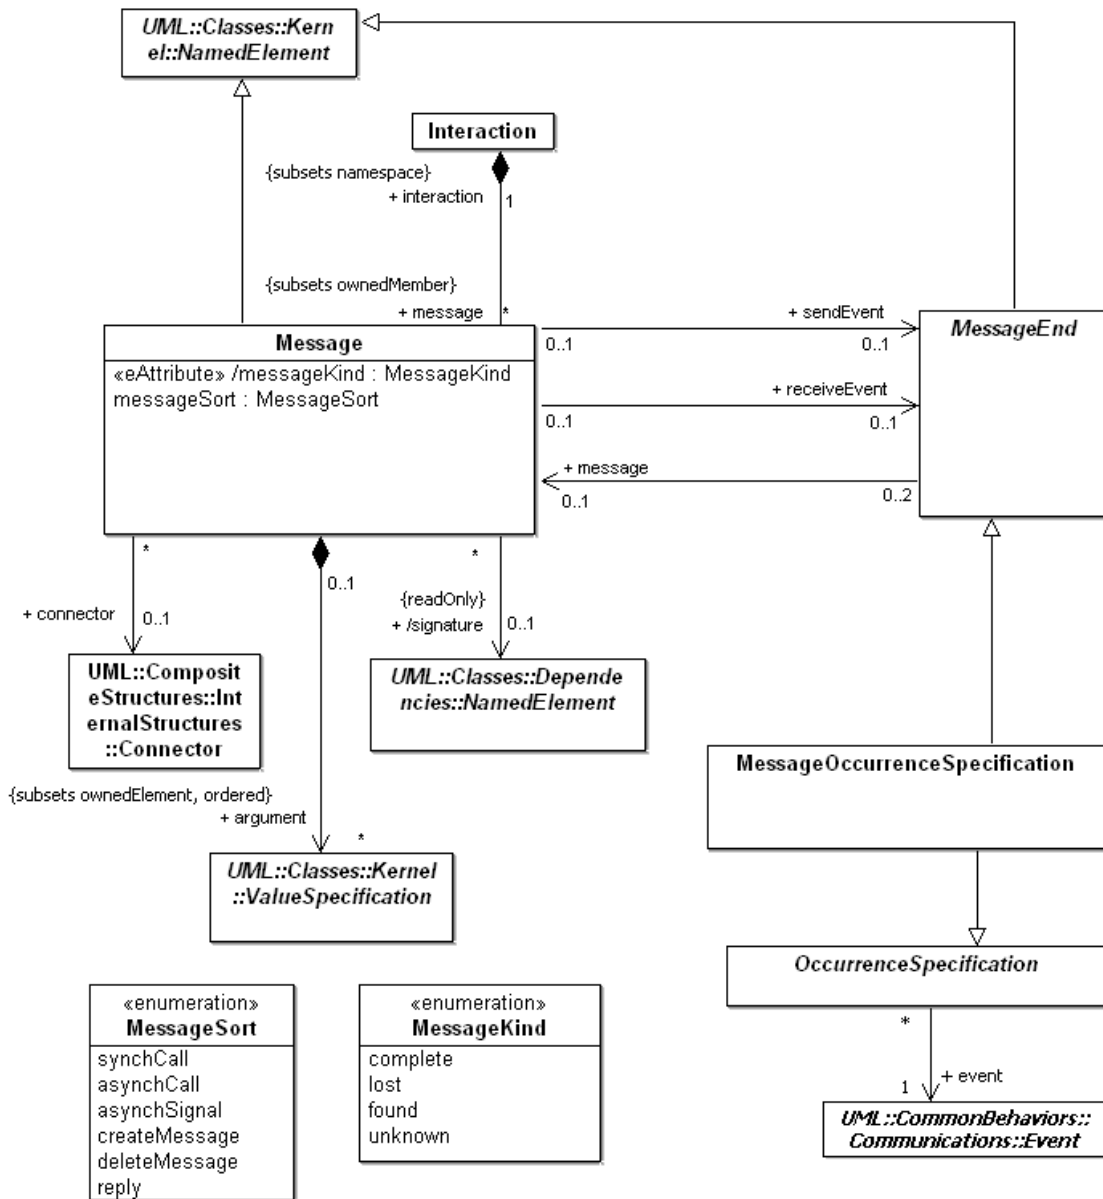 UML::Classes::Kern
el::NamedElement
Interaction
{subsets namespace}
+ interaction
1
{subsets ownedMember}
+ message
*
Message
«eAttribute» /messageKind : MessageKind
messageSort : MessageSort
+ sendEvent
0..1
0..1
+ receiveEvent
0..1
0..1
+ message
0..1
0..2
MessageEnd
*
+ connector
0..1
0..1
*
{readOnly}
+ /signature
0..1
UML::Composit
eStructures::Int
ernalStructures
::Connector
UML::Classes::Depende
ncies::NamedElement
{subsets ownedElement, ordered}
+ argument
*
UML::Classes::Kernel
::ValueSpecification
MessageOccurrenceSpecification
OccurrenceSpecification
*
+ event
1
UML::CommonBehaviors::
Communications::Event
«enumeration»
MessageSort
synchCall
asynchCall
asynchSignal
createMessage
deleteMessage
reply
«enumeration»
MessageKind
complete
lost
found
unknown